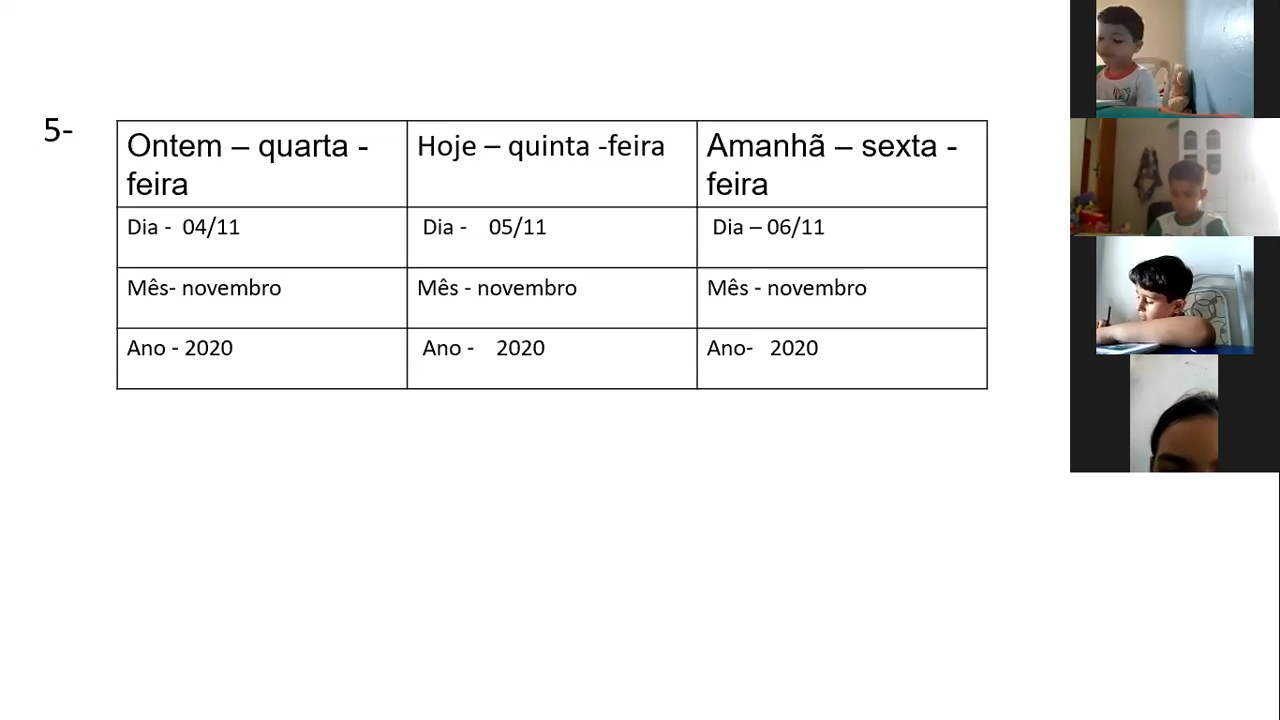 5-
Ontem – quarta -
feira
Hoje – quinta -feira
Amanhã – sexta -
feira
Dia - 04/11
Dia - 05/11
Dia – 06/11
Mês- novembro
Mês - novembro
Mês - novembro
Ano - 2020
Ano - 2020
Ano- 2020